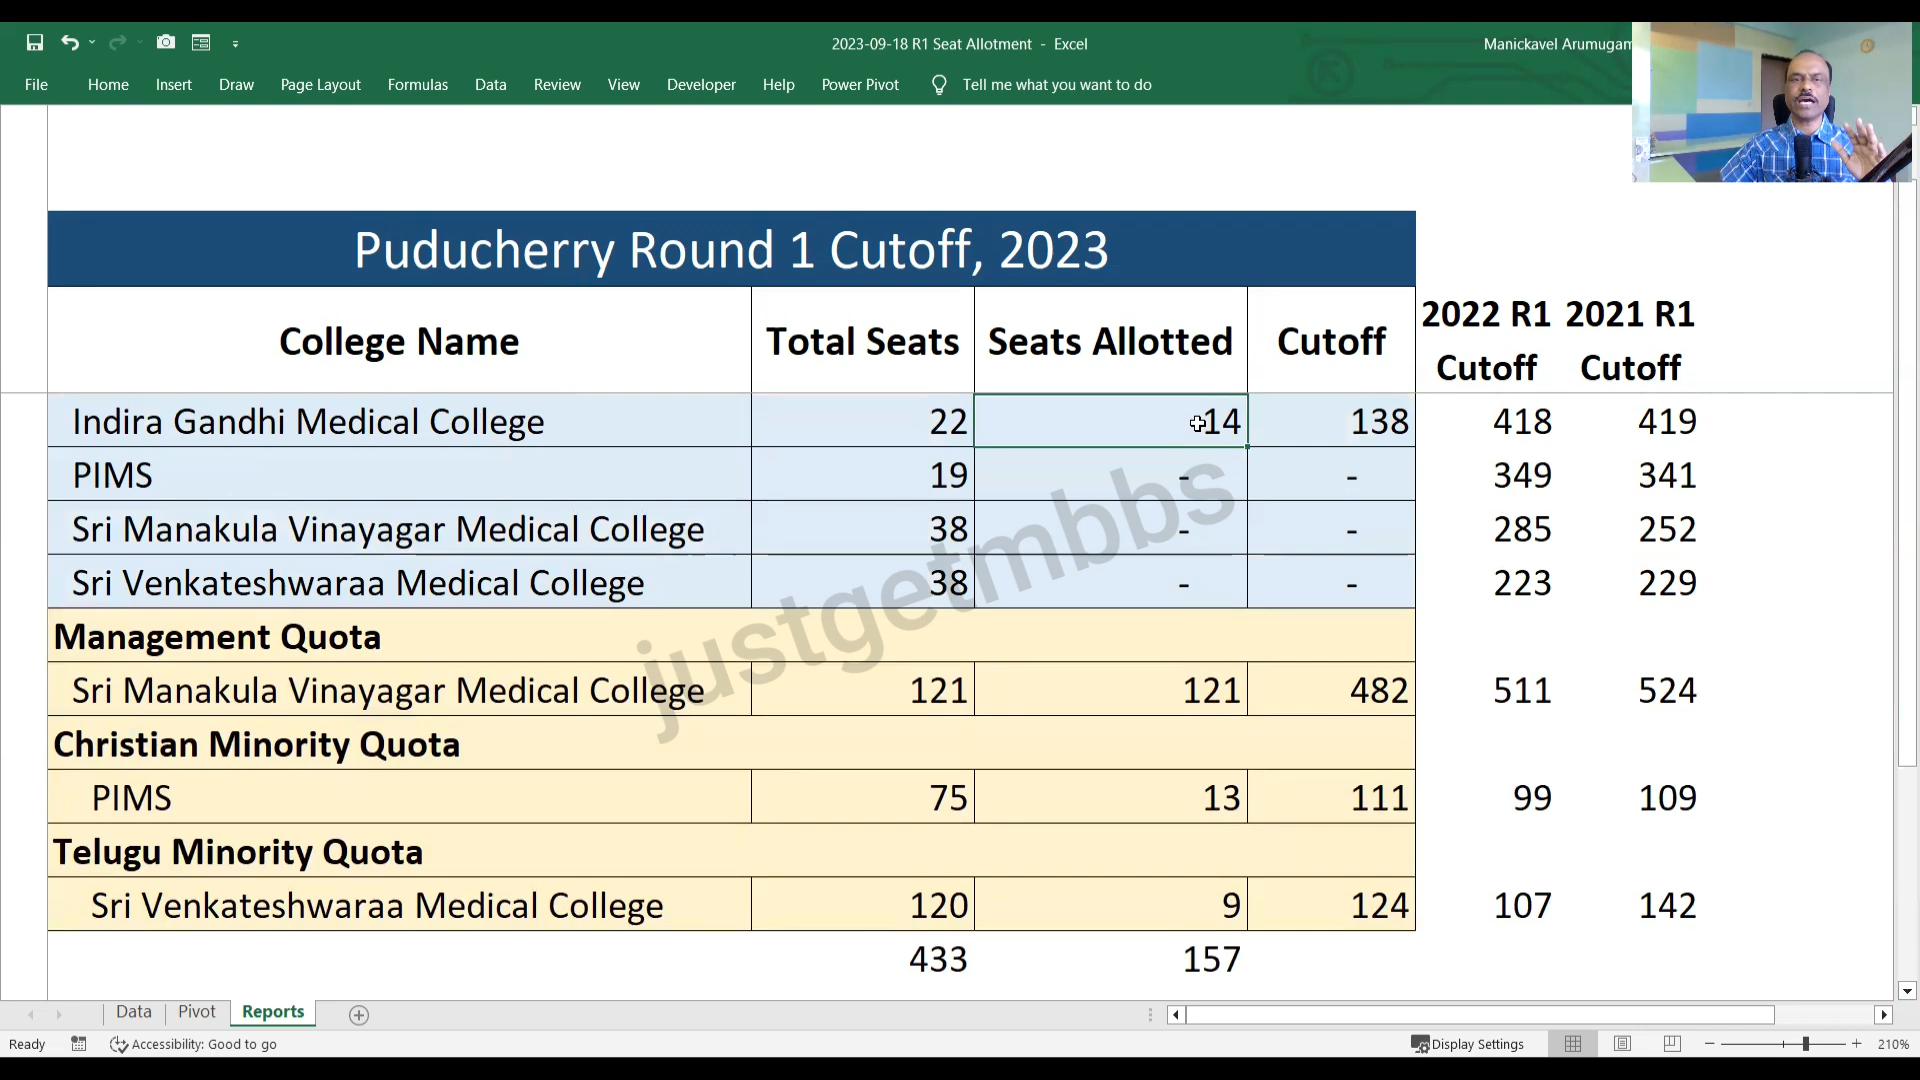 2023-09-18 R1 Seat Allotment - Excel
Manickavel Arumugam
File Home Insert Draw Page Layout Formulas Data Review View Developer Help Power Pivot Tell me what you want to do
Puducherry Round 1 Cutoff, 2023
College Name Total Seats Seats Allotted Cutoff 2022 R1 Cutoff 2021 R1 Cutoff
Indira Gandhi Medical College 22 14 138 418 419
PIMS 19 - - 349 341
Sri Manakula Vinayagar Medical College 38 - - 285 252
Sri Venkateshwaraa Medical College 38 - - 223 229
Management Quota
Sri Manakula Vinayagar Medical College 121 121 482 511 524
Christian Minority Quota
PIMS 75 13 111 99 109
Telugu Minority Quota
Sri Venkateshwaraa Medical College 120 9 124 107 142
433 157
justgetmbbs
Data Pivot Reports
Ready Accessibility: Good to go Display Settings 210%